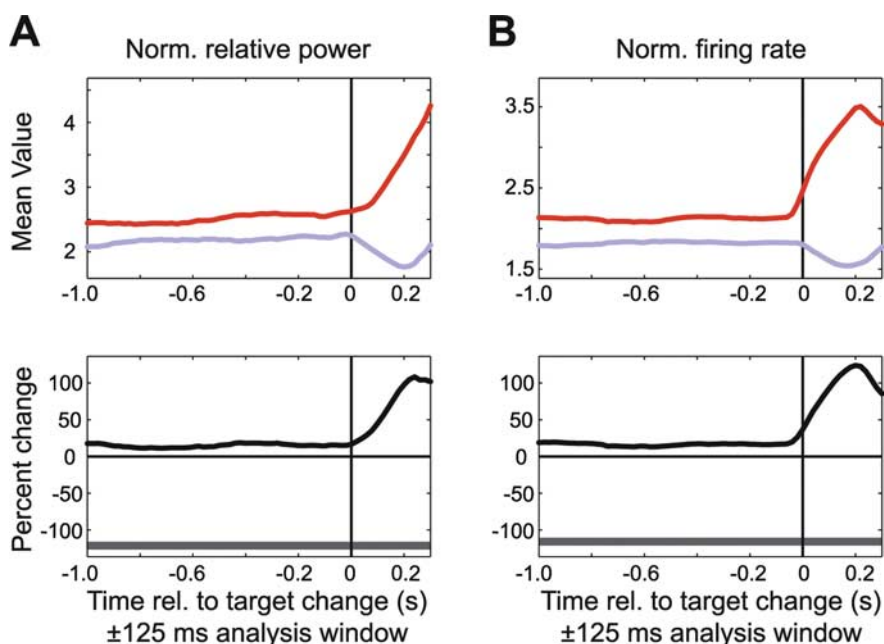 A
Norm. relative power
Mean Value
4
3
2
-1.0 -0.6 -0.2 0 0.2
Percent change
100
50
0
-50
-100
-1.0 -0.6 -0.2 0 0.2
Time rel. to target change (s)
±125 ms analysis window
B
Norm. firing rate
3.5
2.5
1.5
-1.0 -0.6 -0.2 0 0.2
100
50
0
-50
-100
-1.0 -0.6 -0.2 0 0.2
Time rel. to target change (s)
±125 ms analysis window